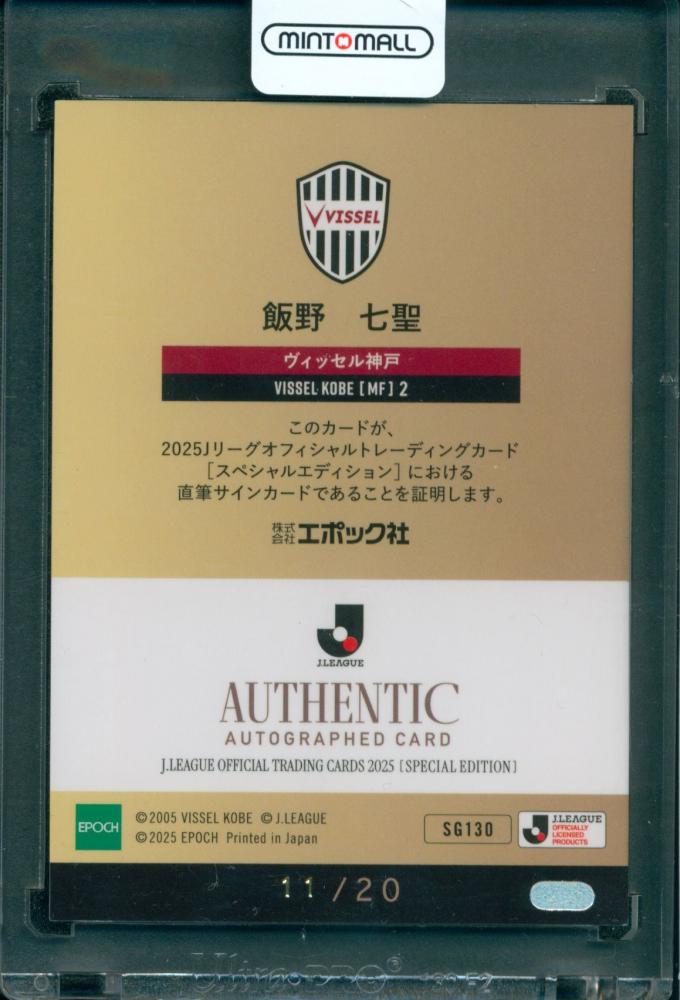 MINT MALL
VISSEL
飯野 七聖
ヴィッセル神戸
VISSEL KOBE [MF] 2
このカードが、
2025Jリーグオフィシャルトレーディングカード
[スペシャルエディション]における
直筆サインカードであることを証明します。
株式会社エポック社
J.LEAGUE
AUTHENTIC
AUTOGRAPHED CARD
J.LEAGUE OFFICIAL TRADING CARDS 2025 [SPECIAL EDITION]
EPOCH
©2005 VISSEL KOBE ©J.LEAGUE
©2025 EPOCH Printed in Japan
SG130
J.LEAGUE
OFFICIALLY
LICENSED
PRODUCTS
11/20